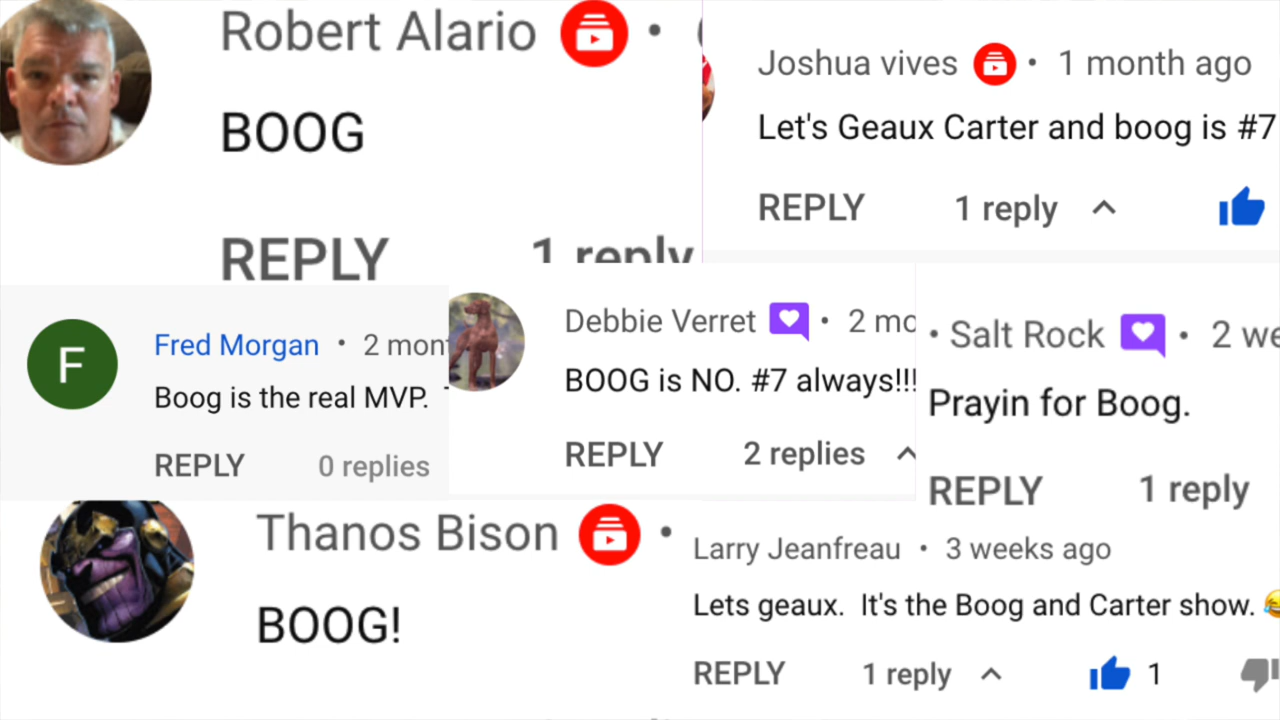 Robert Alario •
BOOG
REPLY 1 reply
Joshua vives • 1 month ago
Let's Geaux Carter and boog is #7
REPLY 1 reply
F
Fred Morgan • 2 mon
Boog is the real MVP.
REPLY 0 replies
Debbie Verret • 2 mo
BOOG is NO. #7 always!!!
REPLY 2 replies
• Salt Rock • 2 we
Prayin for Boog.
REPLY 1 reply
Thanos Bison •
BOOG!
Larry Jeanfreau • 3 weeks ago
Lets geaux. It's the Boog and Carter show. 😂
REPLY 1 reply 1